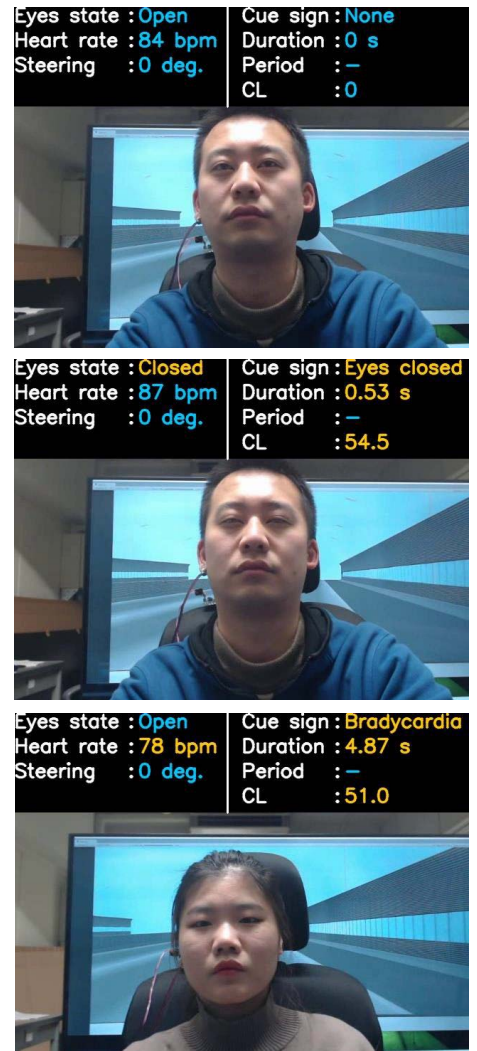 Eyes state :Open
Heart rate :84 bpm
Steering :0 deg.
Cue sign:None
Duration :0 s
Period :–
CL :0
Eyes state :Closed
Heart rate :87 bpm
Steering :0 deg.
Cue sign:Eyes closed
Duration :0.53 s
Period :–
CL :54.5
Eyes state :Open
Heart rate :78 bpm
Steering :0 deg.
Cue sign:Bradycardia
Duration :4.87 s
Period :–
CL :51.0